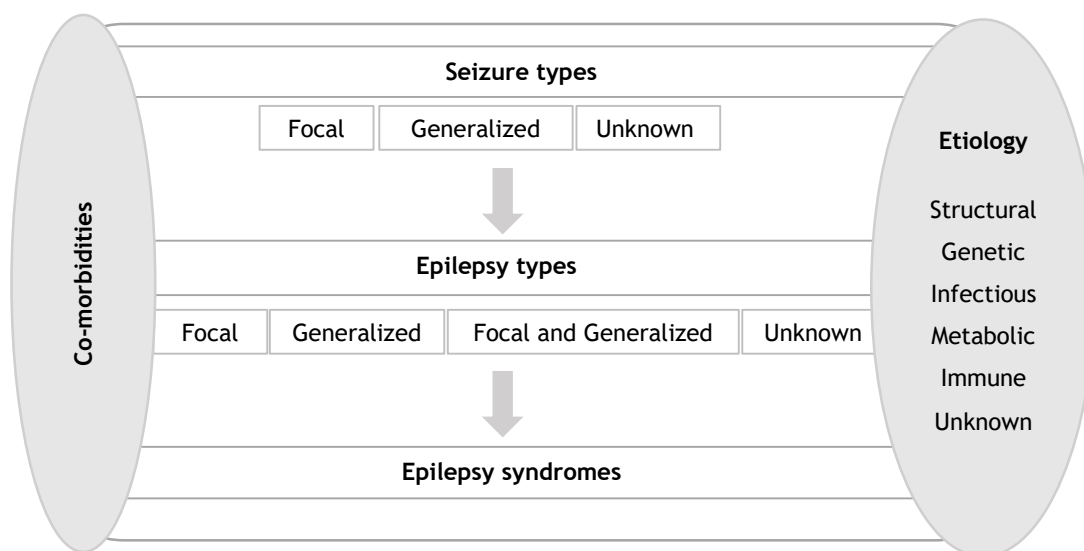 Seizure types
Focal Generalized Unknown
Epilepsy types
Focal Generalized Focal and Generalized Unknown
Epilepsy syndromes
Co-morbidities
Etiology
Structural
Genetic
Infectious
Metabolic
Immune
Unknown